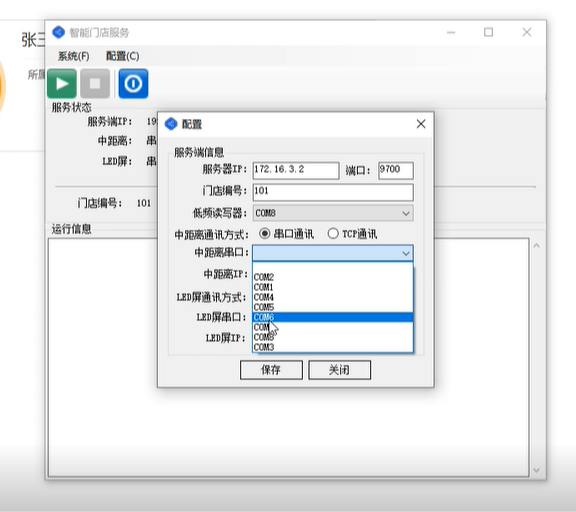 张三
所属
智能门店服务
系统(F) 配置(C)
服务状态
服务端IP: 19
中距离: 串
LED屏: 串
门店编号: 101
运行信息
配置
服务端信息
服务器IP: 172.16.3.2 端口: 9700
门店编号: 101
低频读写器: COM8
中距离通讯方式: 串口通讯 TCP通讯
中距离串口:
中距离IP:
LED屏通讯方式:
LED屏串口:
LED屏IP:
COM2
COM1
COM4
COM5
COM6
COM
COM8
COM3
保存 关闭